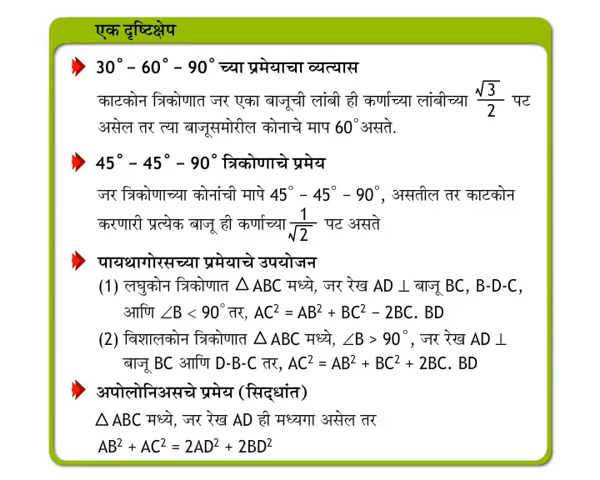 एक दृष्टिक्षेप
30° – 60° – 90° च्या प्रमेयाचा व्यत्यास
काटकोन त्रिकोणात जर एका बाजूची लांबी ही कर्णाच्या लांबीच्या √3/2 पट
असेल तर त्या बाजूसमोरील कोनाचे माप 60° असते.
45° – 45° – 90° त्रिकोणाचे प्रमेय
जर त्रिकोणाच्या कोनांची मापे 45° – 45° – 90°, असतील तर काटकोन
करणारी प्रत्येक बाजू ही कर्णाच्या 1/√2 पट असते
पायथागोरसच्या प्रमेयाचे उपयोजन
(1) लघुकोन त्रिकोणात △ ABC मध्ये, जर रेख AD ⊥ बाजू BC, B-D-C,
आणि ∠B < 90° तर, AC² = AB² + BC² – 2BC. BD
(2) विशालकोन त्रिकोणात △ ABC मध्ये, ∠B > 90°, जर रेख AD ⊥
बाजू BC आणि D-B-C तर, AC² = AB² + BC² + 2BC. BD
अपोलोनिअसचे प्रमेय (सिद्धांत)
△ ABC मध्ये, जर रेख AD ही मध्यगा असेल तर
AB² + AC² = 2AD² + 2BD²